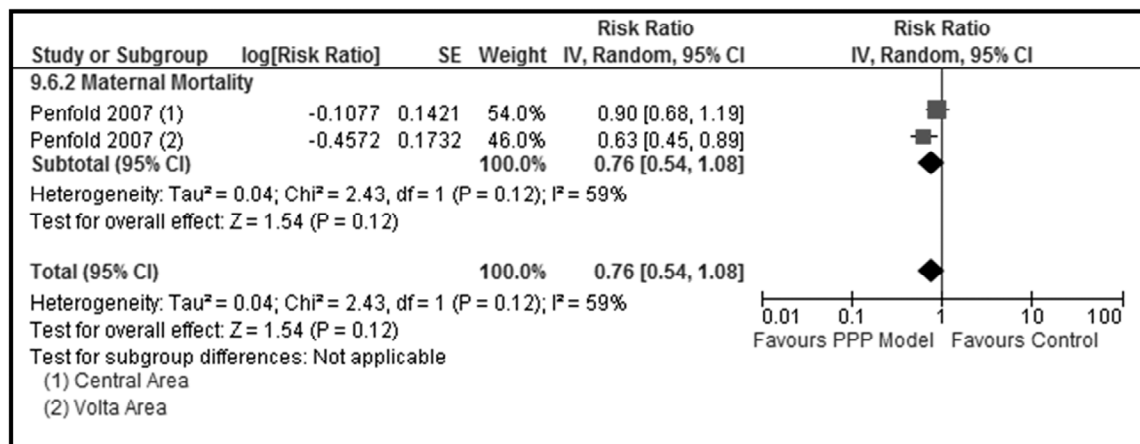 Risk Ratio Risk Ratio
Study or Subgroup log[Risk Ratio] SE Weight IV, Random, 95% CI IV, Random, 95% CI
9.6.2 Maternal Mortality
Penfold 2007 (1) -0.1077 0.1421 54.0% 0.90 [0.68, 1.19]
Penfold 2007 (2) -0.4572 0.1732 46.0% 0.63 [0.45, 0.89]
Subtotal (95% CI) 100.0% 0.76 [0.54, 1.08]
Heterogeneity: Tau² = 0.04; Chi² = 2.43, df = 1 (P = 0.12); I² = 59%
Test for overall effect: Z = 1.54 (P = 0.12)
Total (95% CI) 100.0% 0.76 [0.54, 1.08]
Heterogeneity: Tau² = 0.04; Chi² = 2.43, df = 1 (P = 0.12); I² = 59%
Test for overall effect: Z = 1.54 (P = 0.12)
Test for subgroup differences: Not applicable
(1) Central Area
(2) Volta Area
0.01 0.1 1 10 100
Favours PPP Model Favours Control